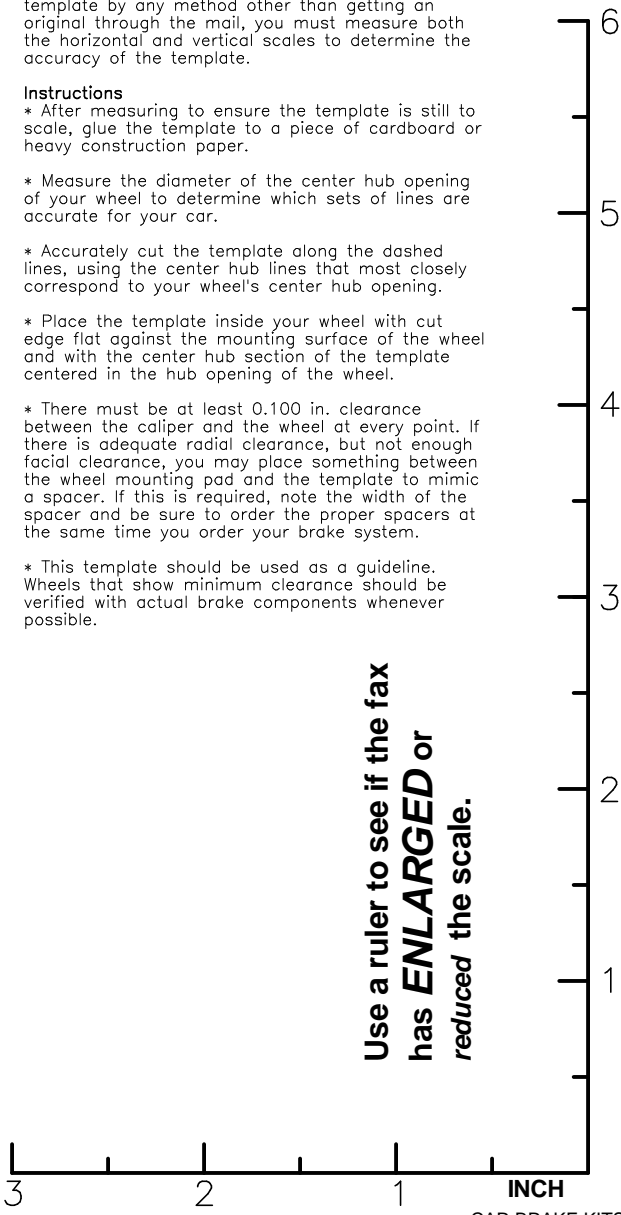 template by any method other than getting an
original through the mail, you must measure both
the horizontal and vertical scales to determine the
accuracy of the template.
Instructions
* After measuring to ensure the template is still to
scale, glue the template to a piece of cardboard or
heavy construction paper.
* Measure the diameter of the center hub opening
of your wheel to determine which sets of lines are
accurate for your car.
* Accurately cut the template along the dashed
lines, using the center hub lines that most closely
correspond to your wheel's center hub opening.
* Place the template inside your wheel with cut
edge flat against the mounting surface of the wheel
and with the center hub section of the template
centered in the hub opening of the wheel.
* There must be at least 0.100 in. clearance
between the caliper and the wheel at every point. If
there is adequate radial clearance, but not enough
facial clearance, you may place something between
the wheel mounting pad and the template to mimic
a spacer. If this is required, note the width of the
spacer and be sure to order the proper spacers at
the same time you order your brake system.
* This template should be used as a guideline.
Wheels that show minimum clearance should be
verified with actual brake components whenever
possible.
Use a ruler to see if the fax
has ENLARGED or
reduced the scale.
6
5
4
3
2
1
3
2
1
INCH
CAR BRAKE KITS